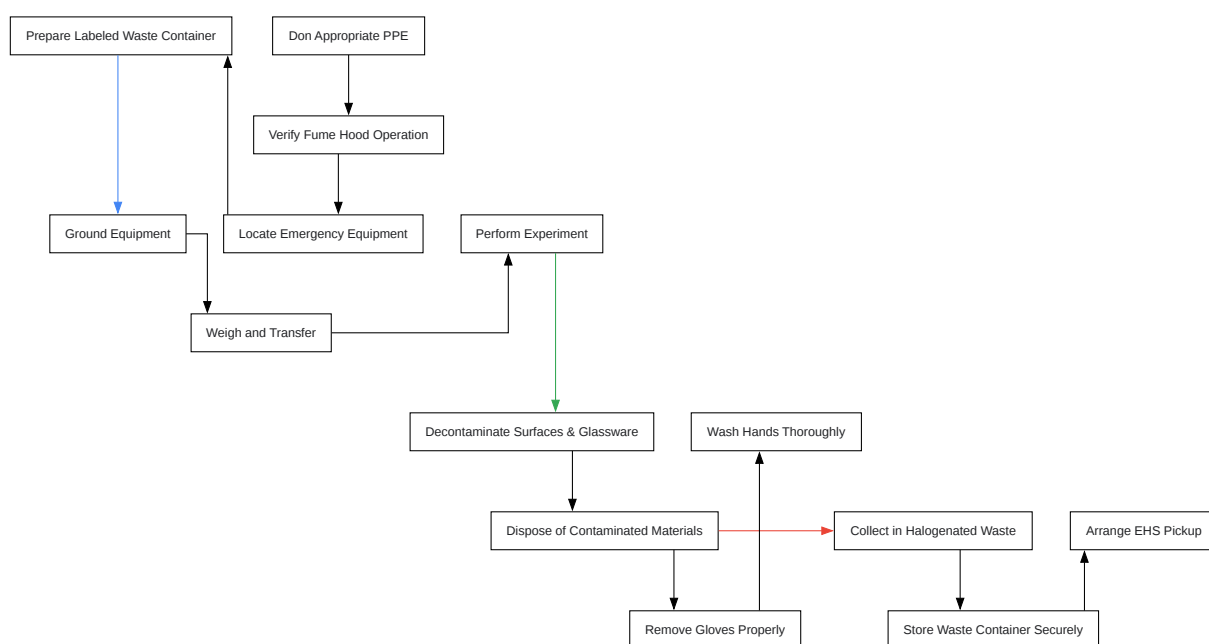 Prepare Labeled Waste Container
Don Appropriate PPE
Verify Fume Hood Operation
Ground Equipment
Locate Emergency Equipment
Perform Experiment
Weigh and Transfer
Decontaminate Surfaces & Glassware
Wash Hands Thoroughly
Dispose of Contaminated Materials
Collect in Halogenated Waste
Arrange EHS Pickup
Remove Gloves Properly
Store Waste Container Securely